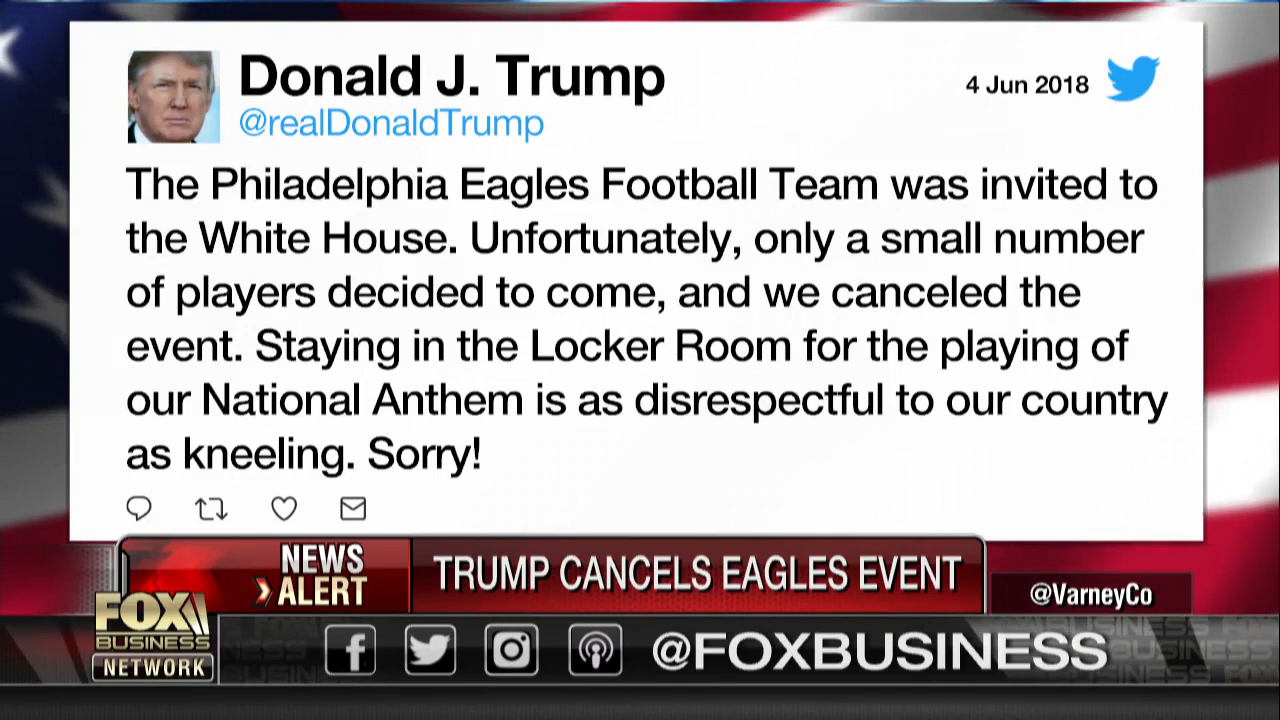 Donald J. Trump
@realDonaldTrump
4 Jun 2018
The Philadelphia Eagles Football Team was invited to
the White House. Unfortunately, only a small number
of players decided to come, and we canceled the
event. Staying in the Locker Room for the playing of
our National Anthem is as disrespectful to our country
as kneeling. Sorry!
NEWS
ALERT
TRUMP CANCELS EAGLES EVENT
@VarneyCo
FOX
BUSINESS
NETWORK
@FOXBUSINESS